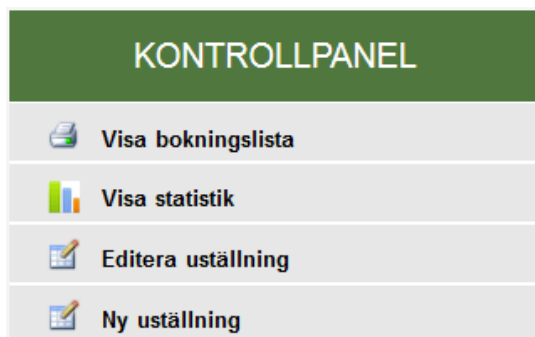 KONTROLLPANEL
Visa bokningslista
Visa statistik
Editera uställning
Ny uställning